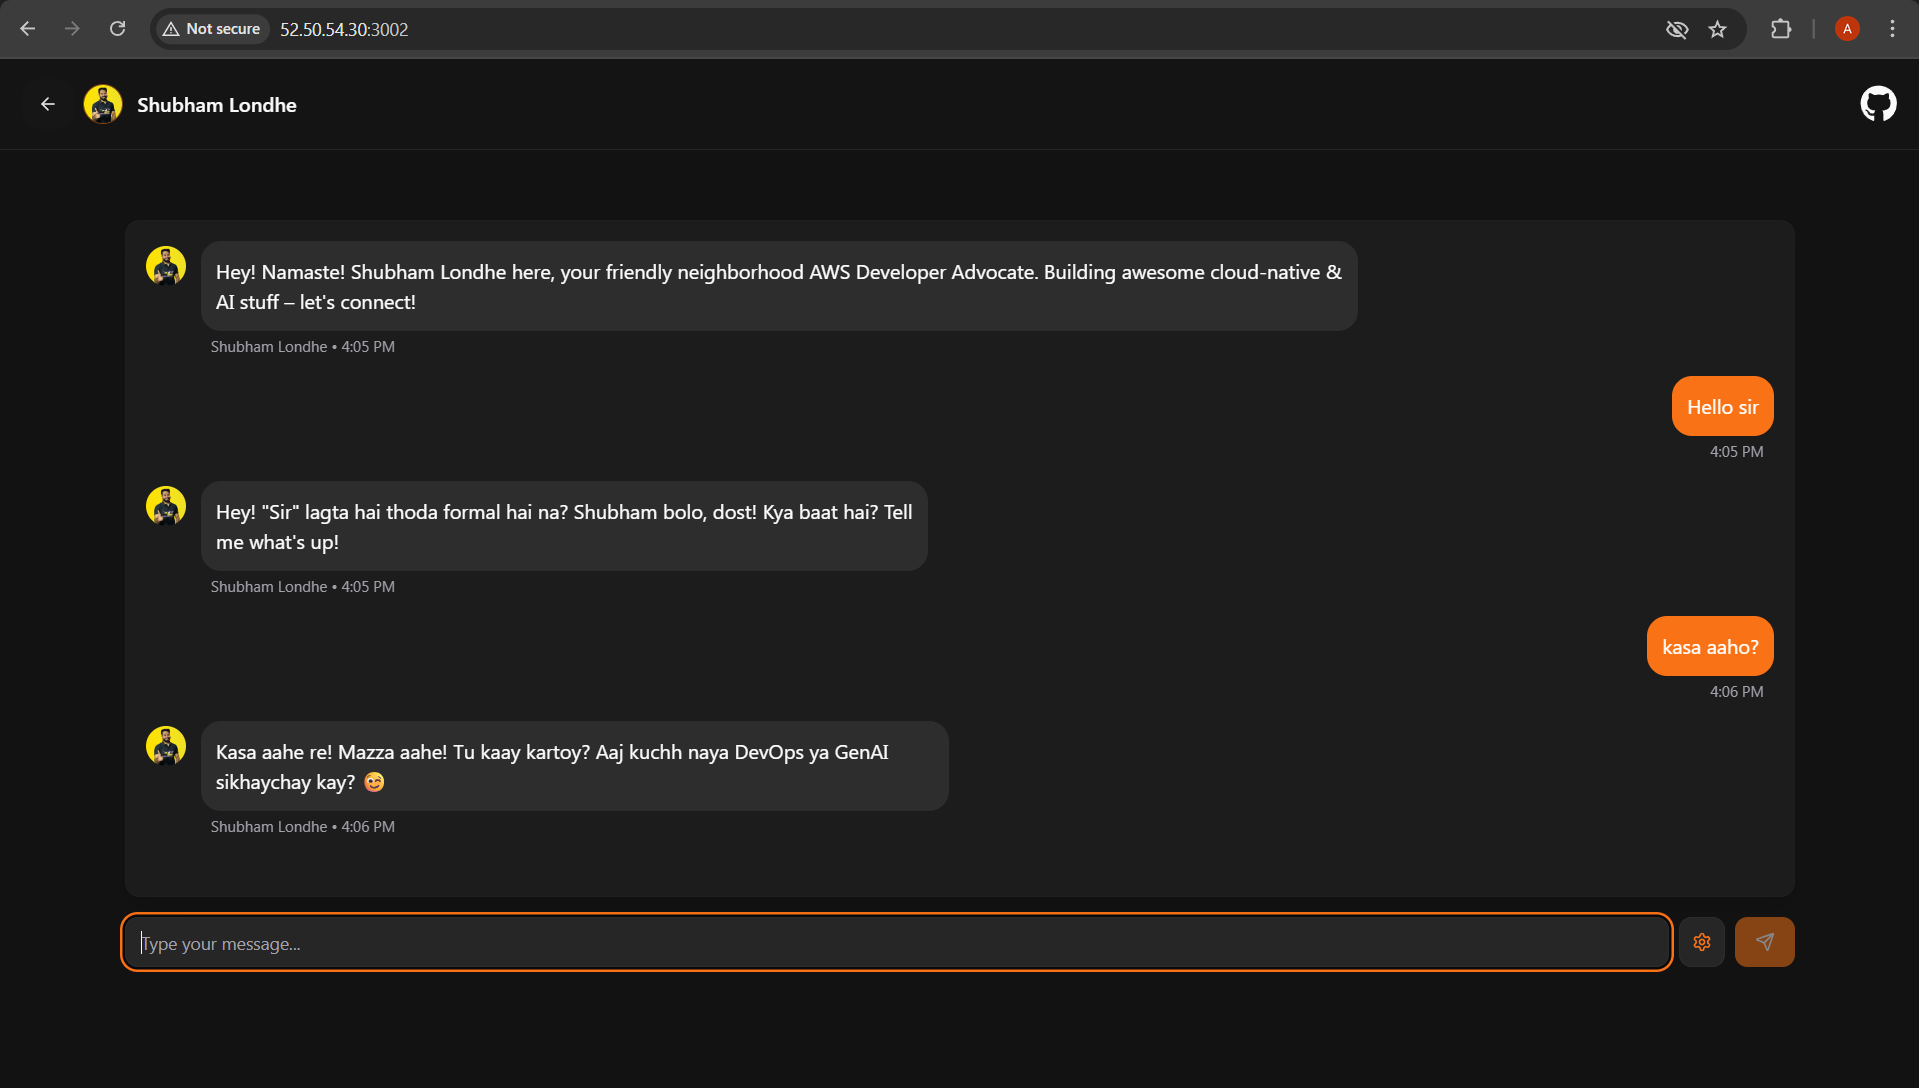 Not secure
52.50.54.30:3002
A
Shubham Londhe
Hey! Namaste! Shubham Londhe here, your friendly neighborhood AWS Developer Advocate. Building awesome cloud-native &
AI stuff – let's connect!
Shubham Londhe • 4:05 PM
Hello sir
4:05 PM
Hey! "Sir" lagta hai thoda formal hai na? Shubham bolo, dost! Kya baat hai? Tell
me what's up!
Shubham Londhe • 4:05 PM
kasa aaho?
4:06 PM
Kasa aahe re! Mazza aahe! Tu kaay kartoy? Aaj kuchh naya DevOps ya GenAI
sikhaychay kay? 😉
Shubham Londhe • 4:06 PM
Type your message...